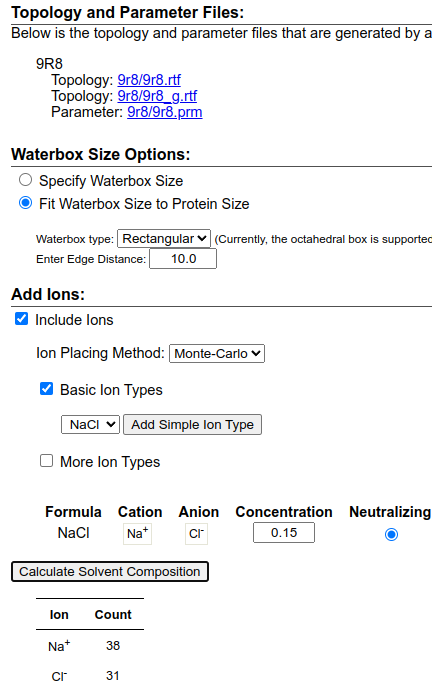 Topology and Parameter Files:
Below is the topology and parameter files that are generated by a
9R8
Topology: 9r8/9r8.rtf
Topology: 9r8/9r8_g.rtf
Parameter: 9r8/9r8.prm
Waterbox Size Options:
Specify Waterbox Size
Fit Waterbox Size to Protein Size
Waterbox type: Rectangular (Currently, the octahedral box is supported
Enter Edge Distance: 10.0
Add Ions:
Include Ions
Ion Placing Method: Monte-Carlo
Basic Ion Types
NaCl Add Simple Ion Type
More Ion Types
Formula Cation Anion Concentration Neutralizing
NaCl Na⁺ Cl⁻ 0.15
Calculate Solvent Composition
Ion Count
Na⁺ 38
Cl⁻ 31